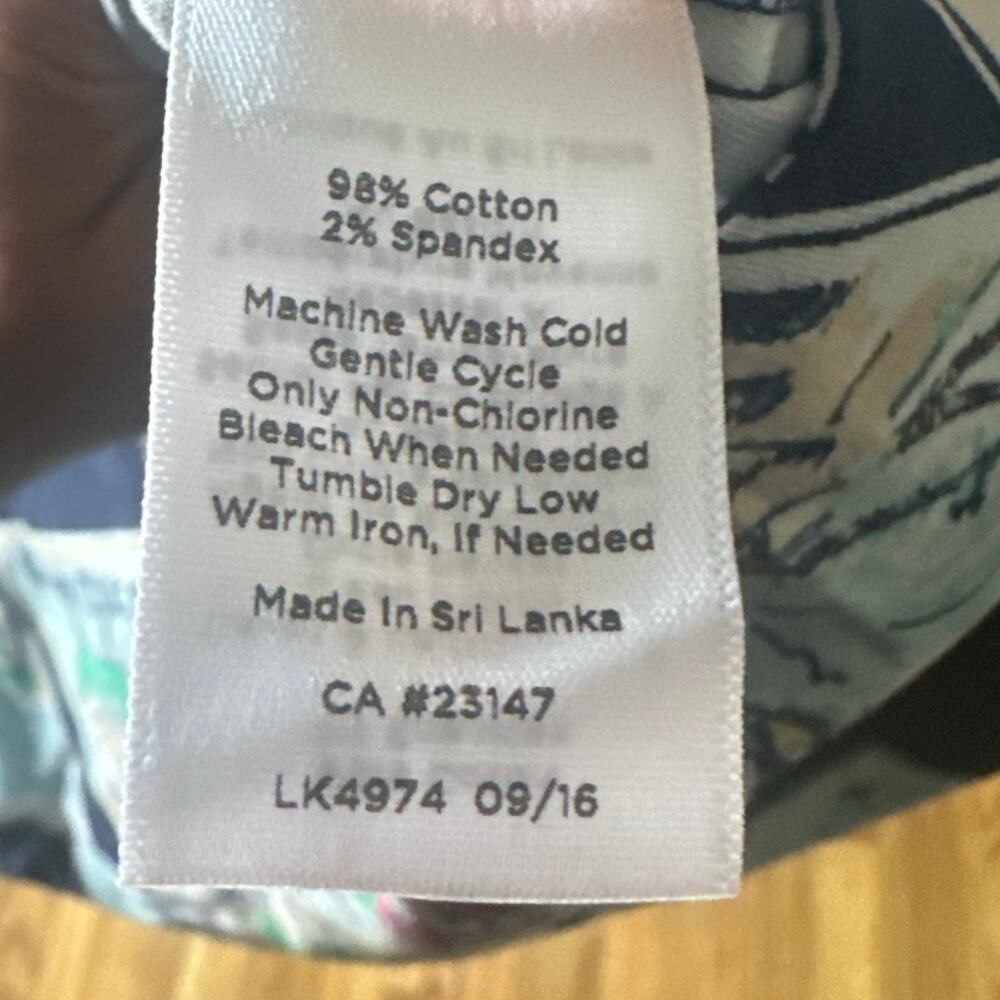 98% Cotton
2% Spandex
Machine Wash Cold
Gentle Cycle
Only Non-Chlorine
Bleach When Needed
Tumble Dry Low
Warm Iron, If Needed
Made In Sri Lanka
CA #23147
LK4974 09/16